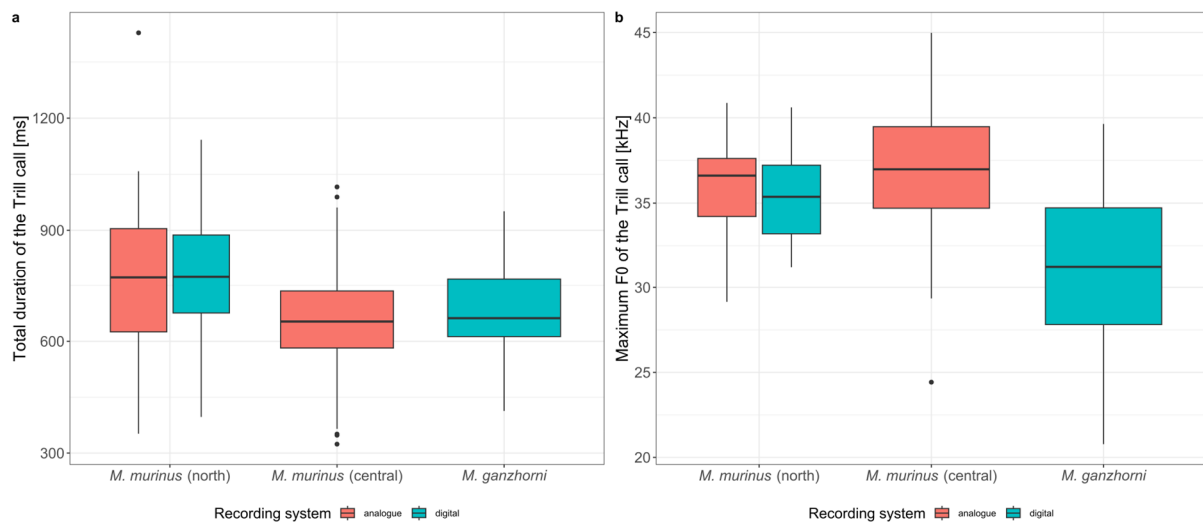 a
Total duration of the Trill call [ms]
1200
900
600
300
M. murinus (north)
M. murinus (central)
M. ganzhorni
Recording system
analogue
digital
b
Maximum F0 of the Trill call [kHz]
45
40
35
30
25
20
M. murinus (north)
M. murinus (central)
M. ganzhorni
Recording system
analogue
digital